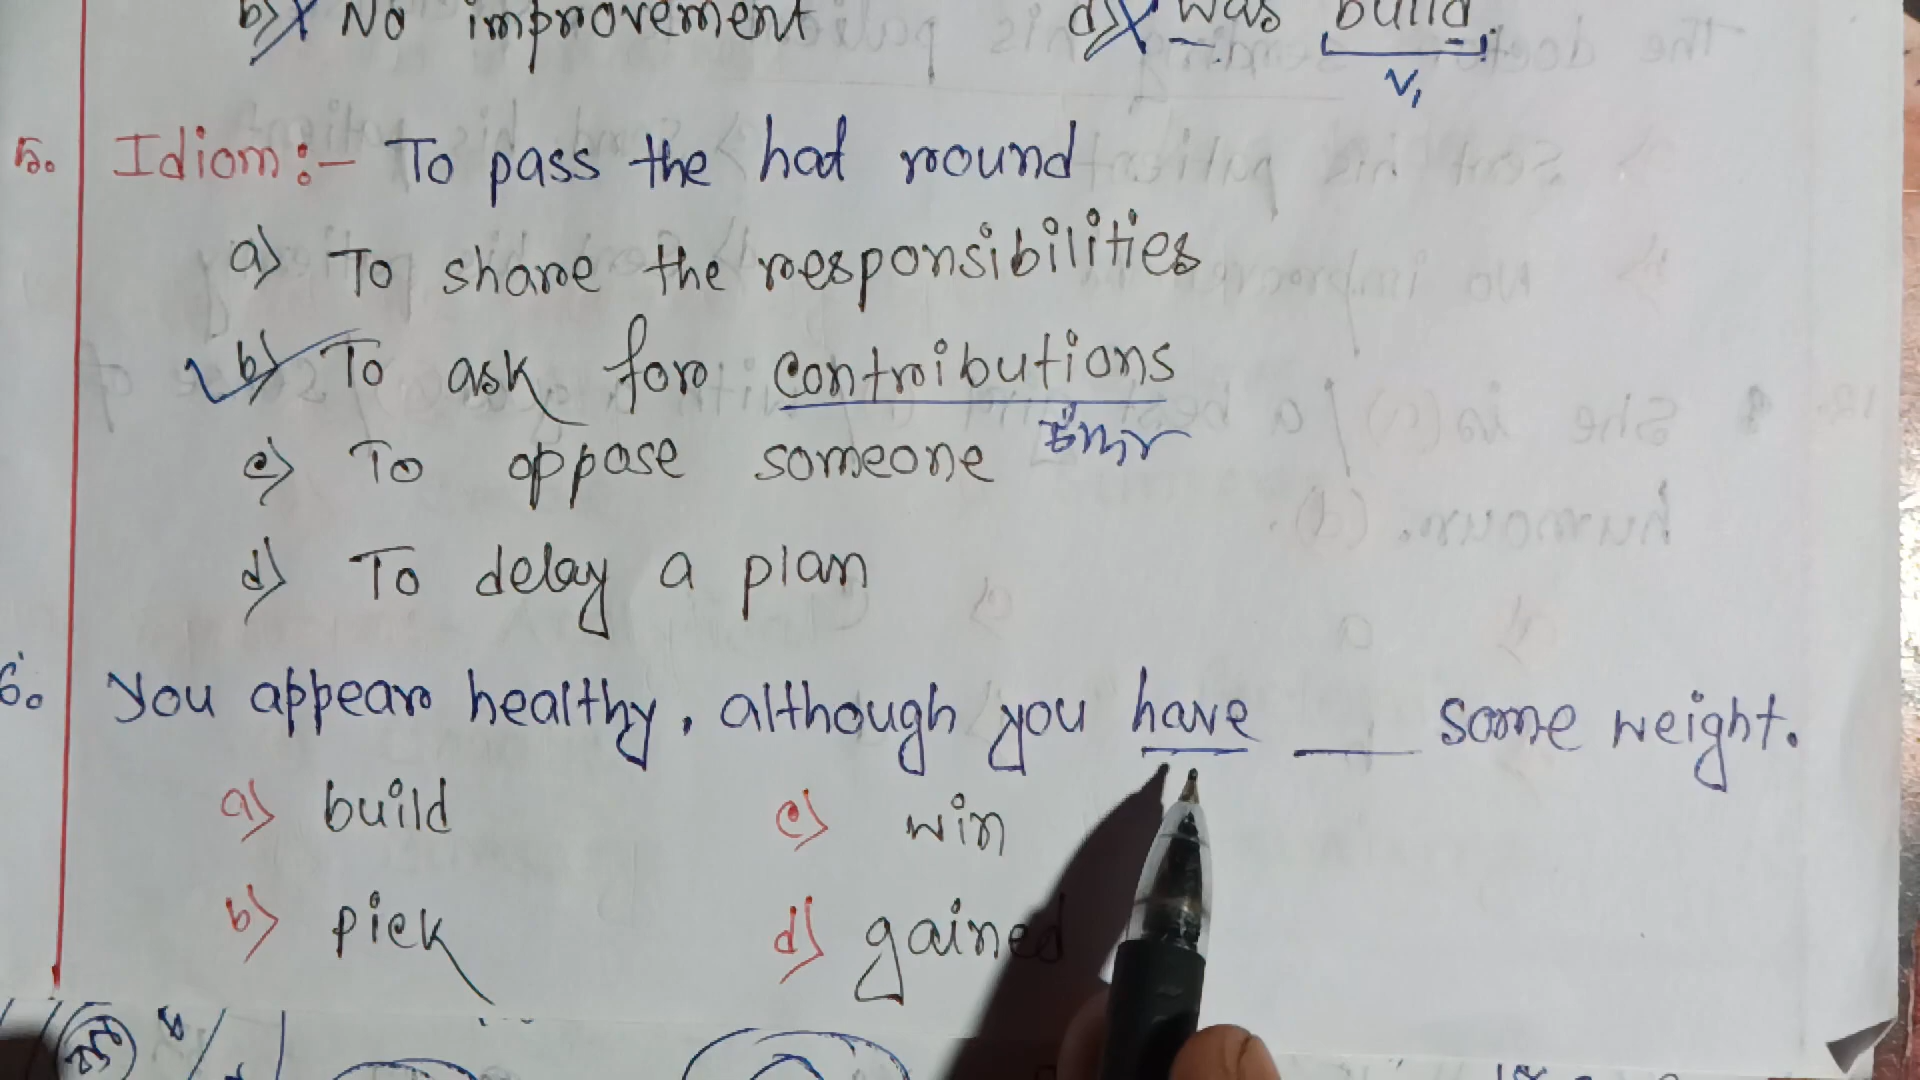 b) No improvement d) was build.
V1
5. Idiom:- To pass the hat round
a) To share the responsibilities
b) To ask for contributions
c) To oppose someone
d) To delay a plan
6. You appear healthy, although you have ___ some weight.
a) build c) win
b) pick d) gained